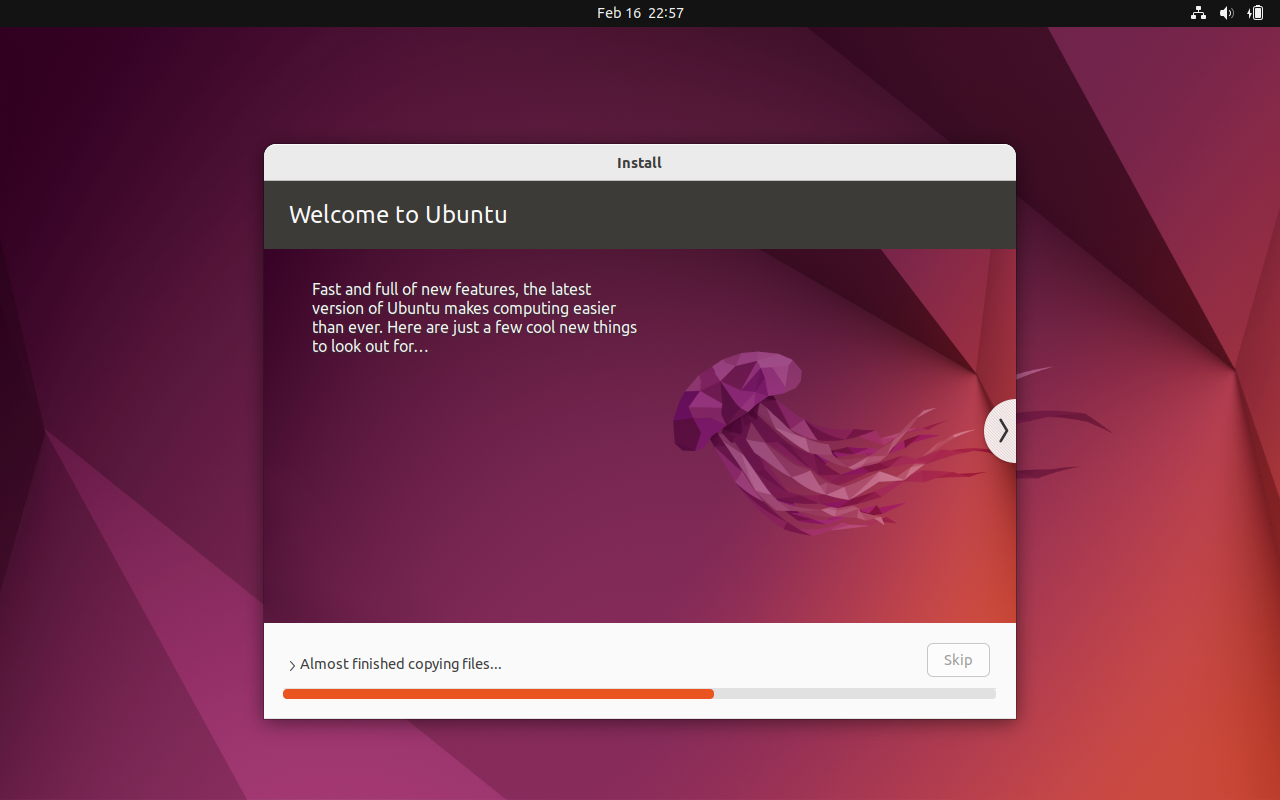 Feb 16 22:57
Install
Welcome to Ubuntu
Fast and full of new features, the latest
version of Ubuntu makes computing easier
than ever. Here are just a few cool new things
to look out for…
Almost finished copying files...
Skip